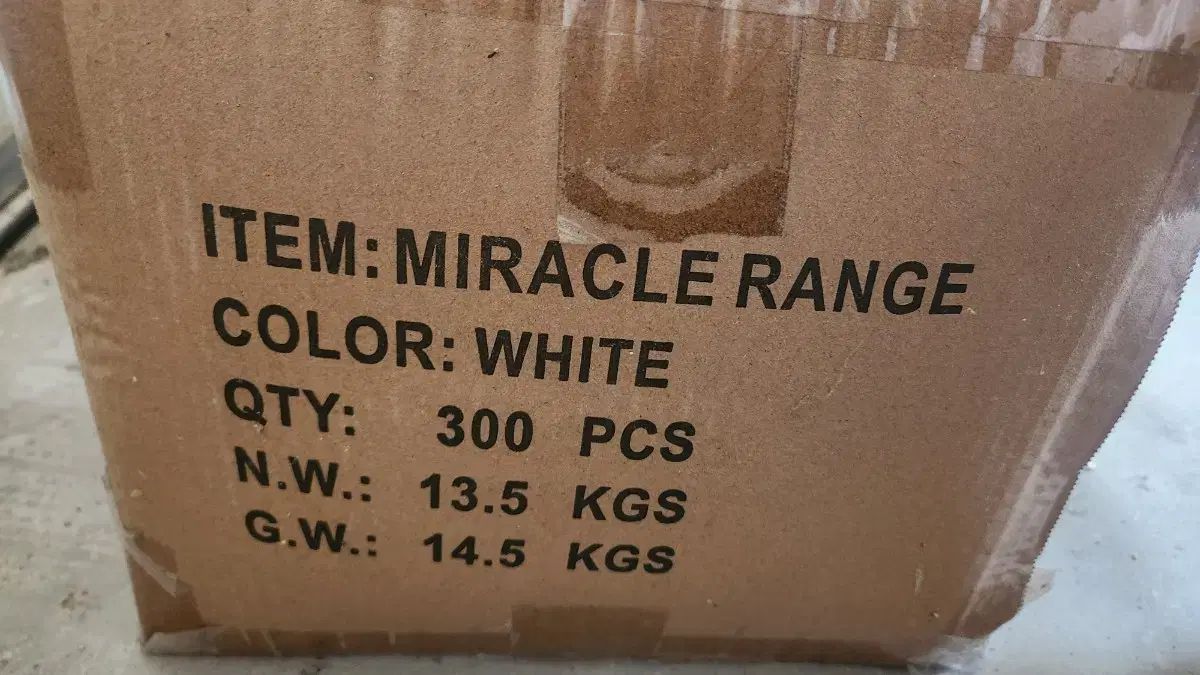 ITEM: MIRACLE RANGE
COLOR: WHITE
QTY: 300 PCS
N.W.: 13.5 KGS
G.W.: 14.5 KGS